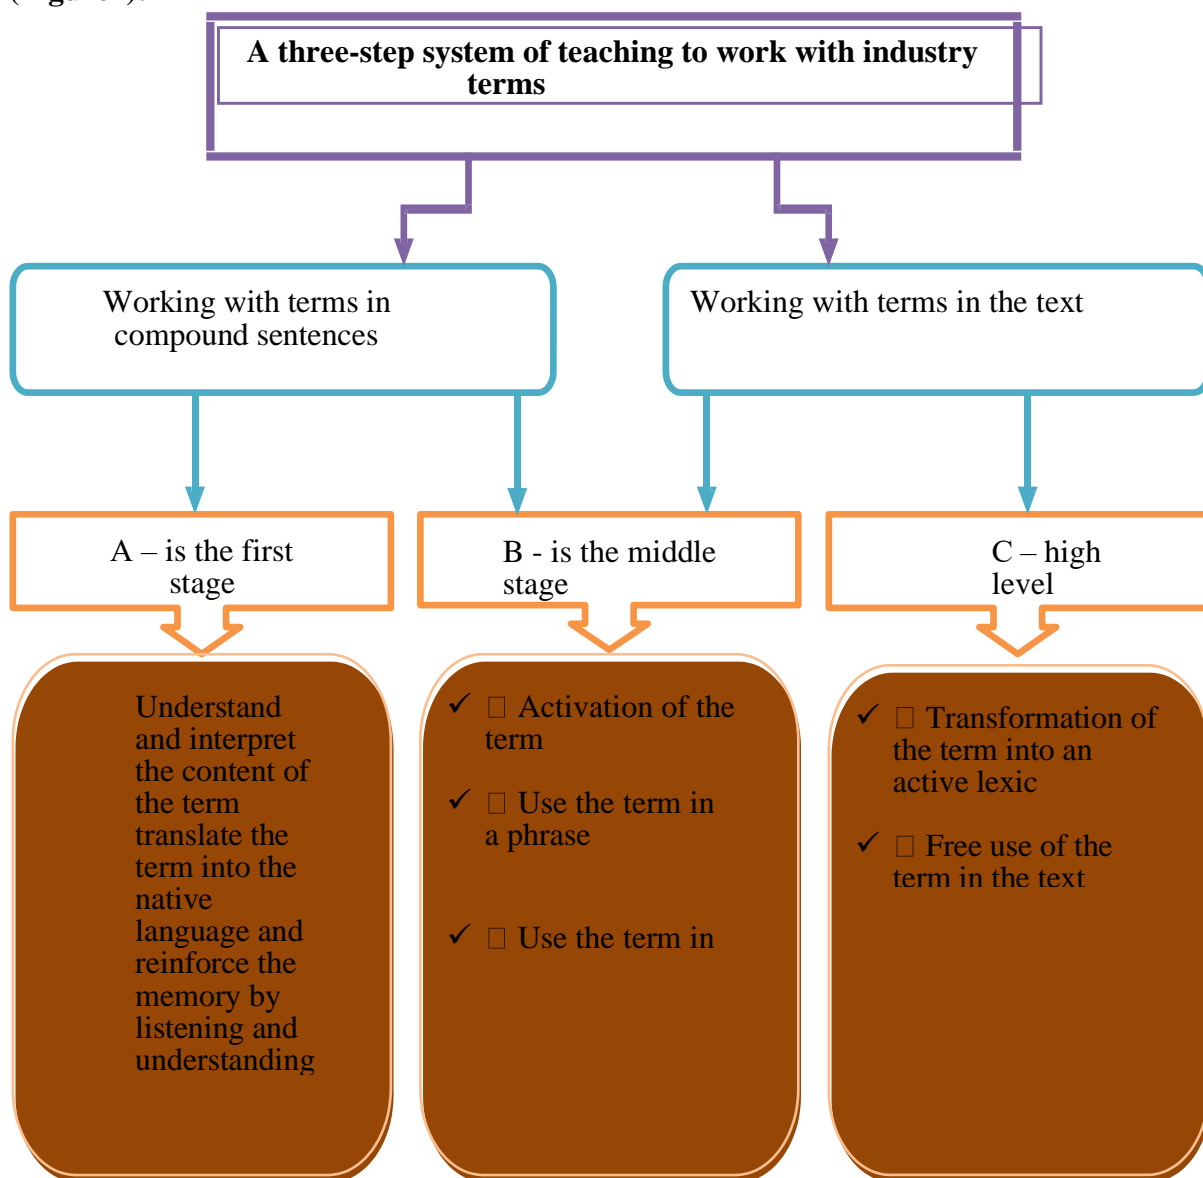 A three-step system of teaching to work with industry
terms
Working with terms in
compound sentences
Working with terms in the text
A – is the first
stage
B - is the middle
stage
C – high
level
Understand
and interpret
the content of
the term
translate the
term into the
native
language and
reinforce the
memory by
listening and
understanding
✓ □ Activation of the
term
✓ □ Use the term in
a phrase
✓ □ Use the term in
✓ □ Transformation of
the term into an
active lexic
✓ □ Free use of the
term in the text